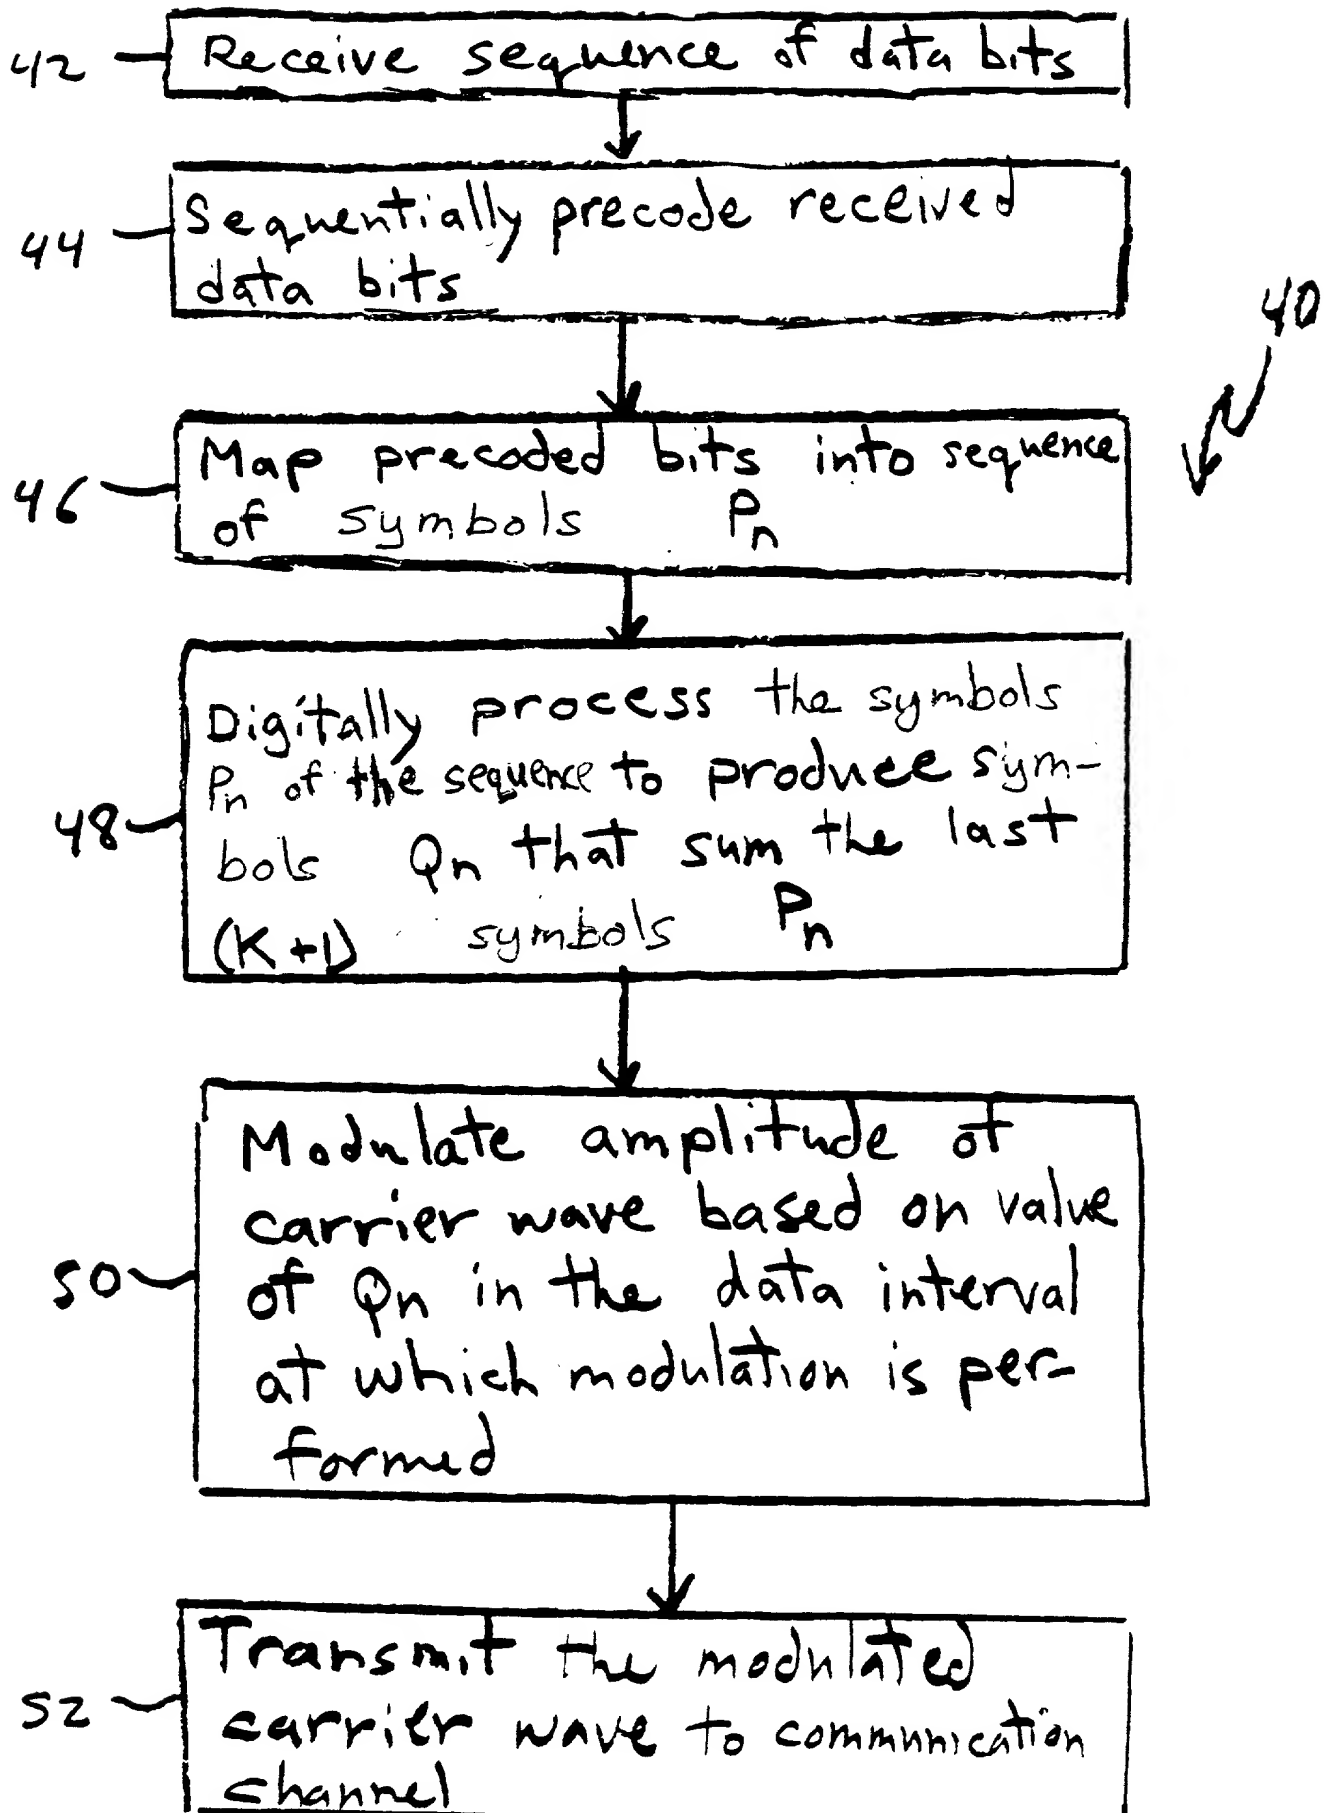 42
Receive sequence of data bits
44
Sequentially precode received
data bits
40
46
Map precoded bits into sequence
of symbols Pn
48
Digitally process the symbols
Pn of the sequence to produce sym-
bols Qn that sum the last
(K+1) symbols Pn
50
Modulate amplitude of
carrier wave based on value
of Qn in the data interval
at which modulation is per-
formed
52
Transmit the modulated
carrier wave to communication
channel